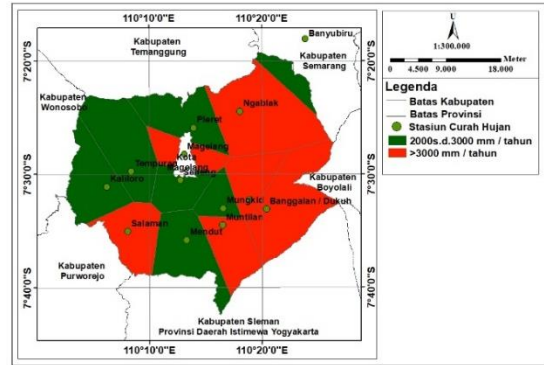 110°10'0"E 110°20'0"E
Banyubiru
Kabupaten
Temanggung
Kabupaten
Semarang
7°20'0"S
7°20'0"S
Kabupaten
Wonosobo
Ngablak
Pleret
Magelang
Kota
Magelang
Tempuran
Kalitoro
7°30'0"S
7°30'0"S
Kabupaten
Boyolali
Mungkid
Banggalan / Dukuh
Muntilan
Salaman
Mendut
Kabupaten
Purworejo
7°40'0"S
7°40'0"S
Kabupaten Sleman
Provinsi Daerah Istimewa Yogyakarta
110°10'0"E 110°20'0"E
U
1:300.000
Meter
0 4.500 9.000 18.000
Legenda
Batas Kabupaten
Batas Provinsi
Stasiun Curah Hujan
2000s.d.3000 mm / tahun
>3000 mm / tahun